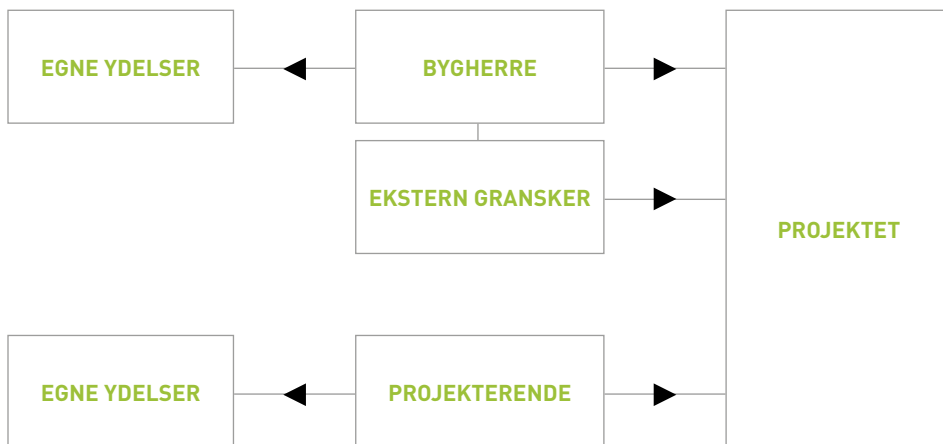 EGNE YDELSER
BYGHERRE
EKSTERN GRANSKER
PROJEKTET
EGNE YDELSER
PROJEKTERENDE